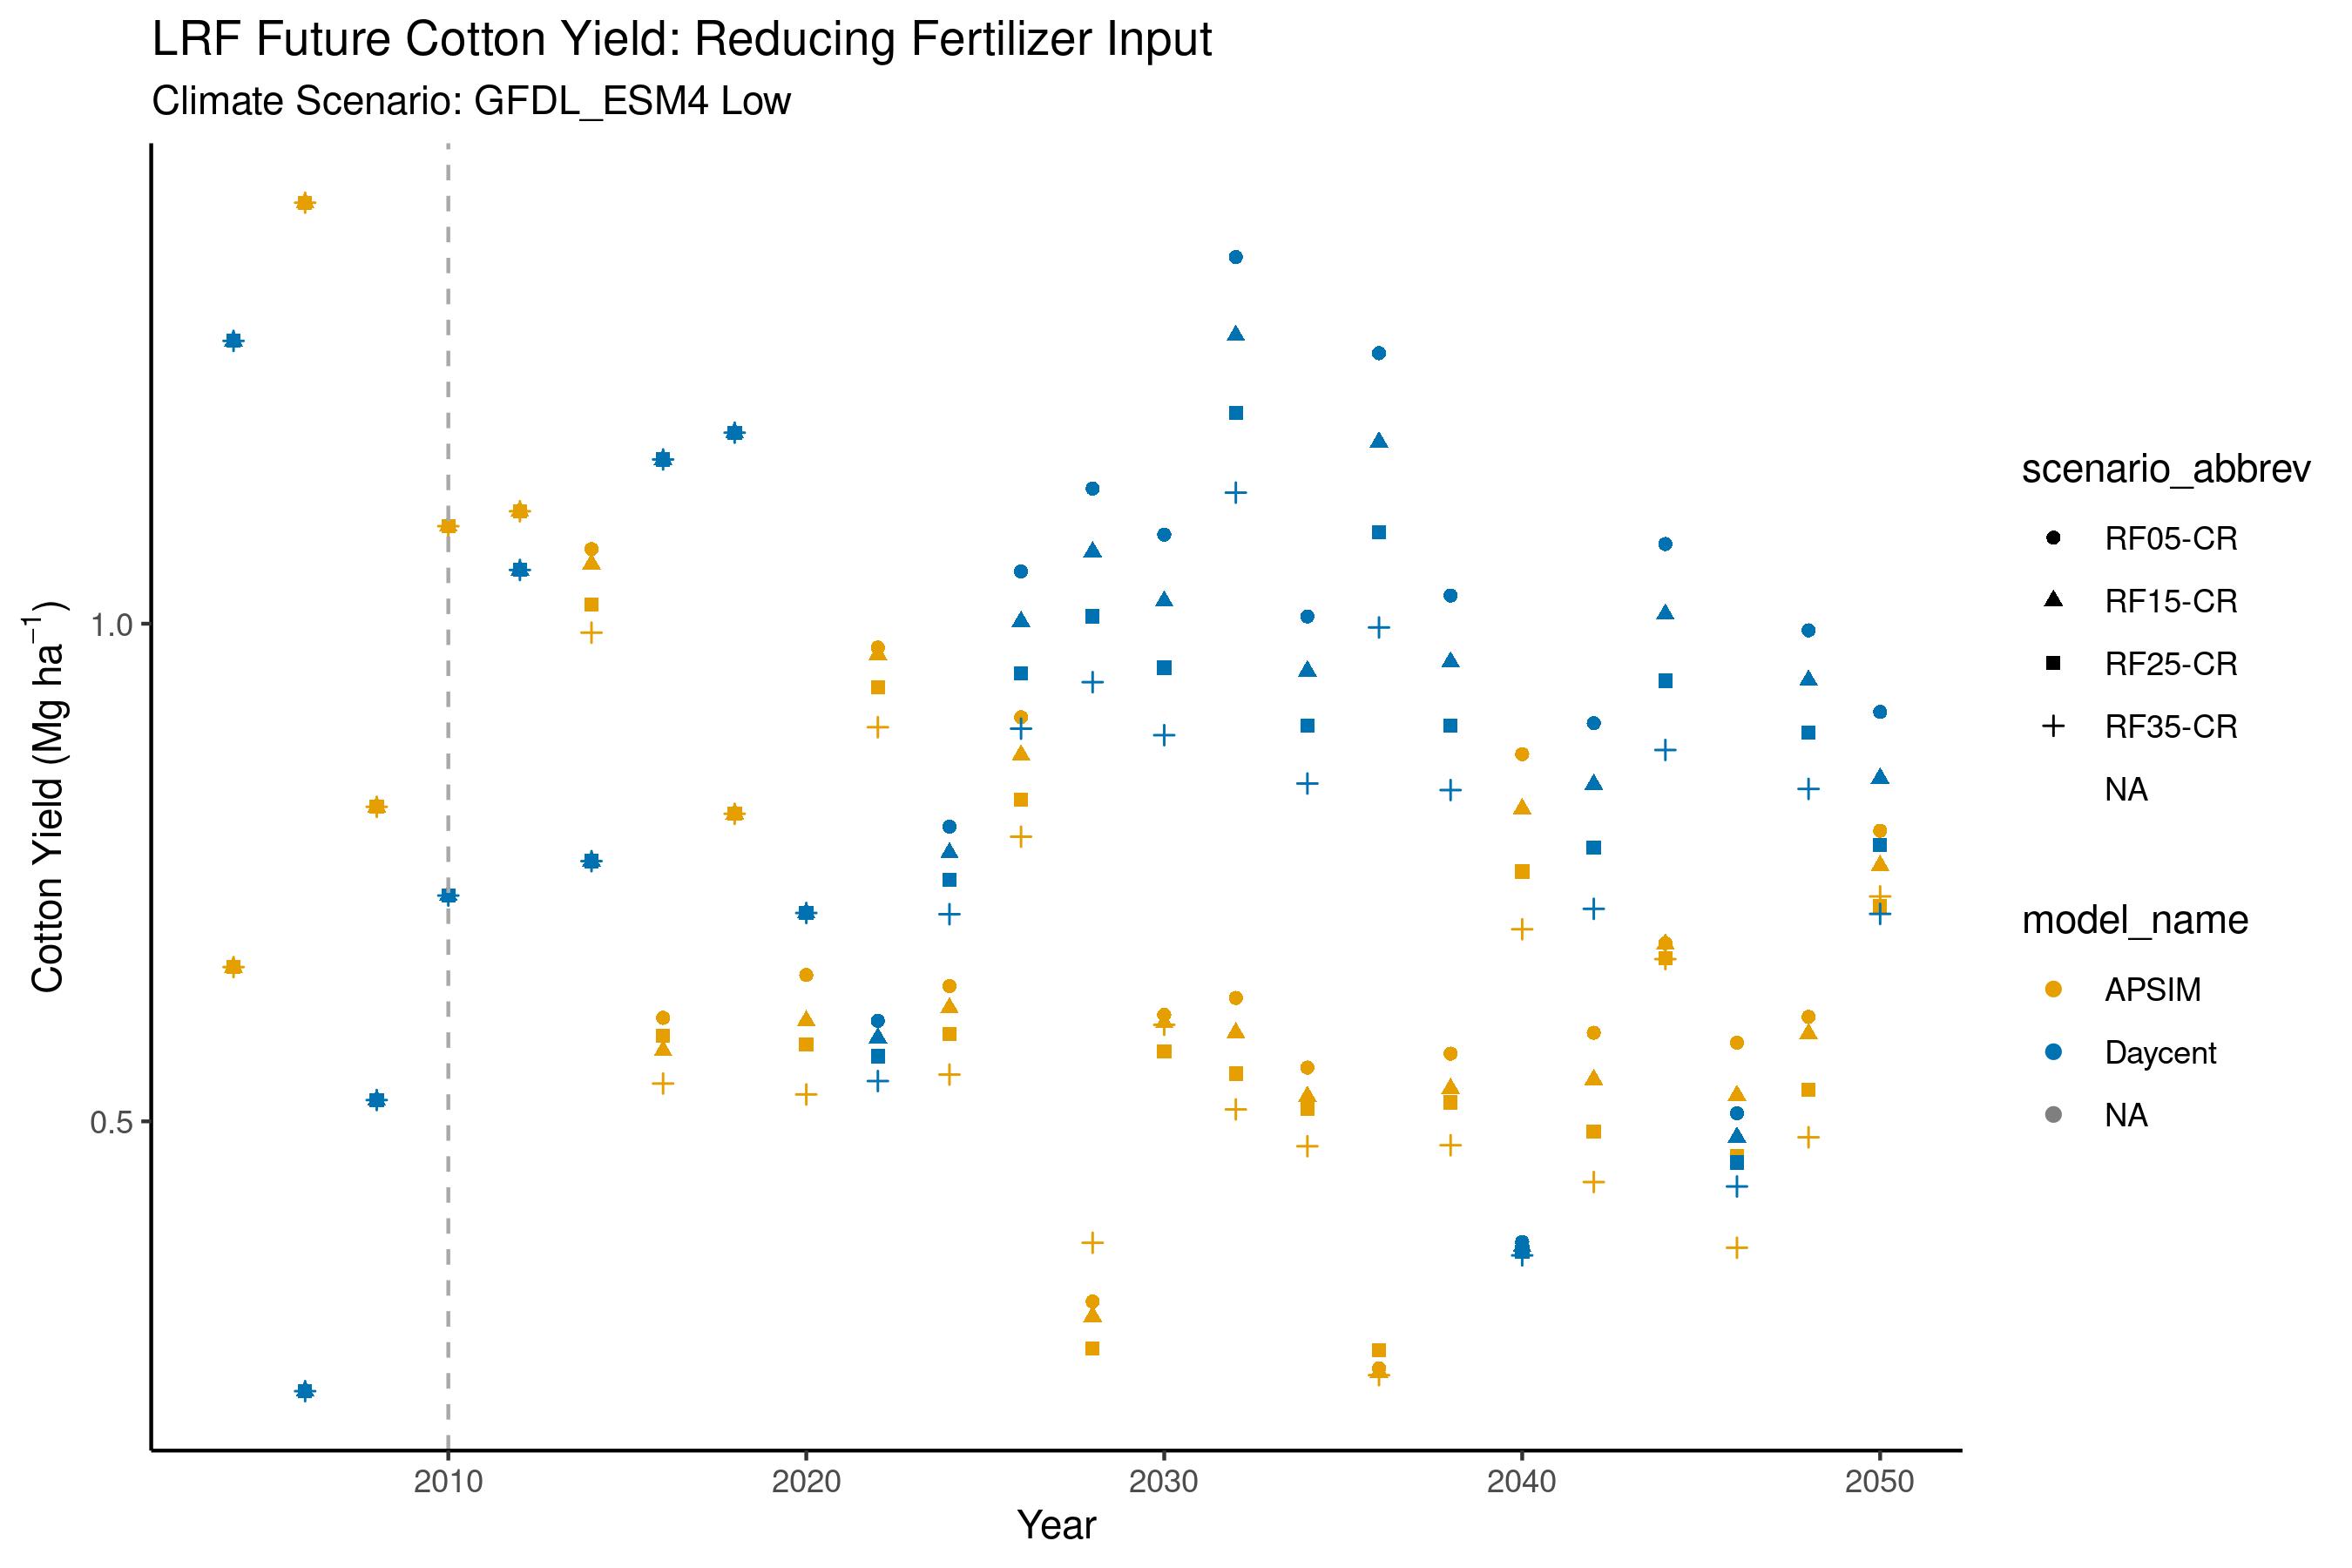 LRF Future Cotton Yield: Reducing Fertilizer Input
Climate Scenario: GFDL_ESM4 Low
Cotton Yield (Mg ha⁻¹)
1.0
0.5
2010
2020
2030
2040
2050
Year
scenario_abbrev
RF05-CR
RF15-CR
RF25-CR
RF35-CR
NA
model_name
APSIM
Daycent
NA